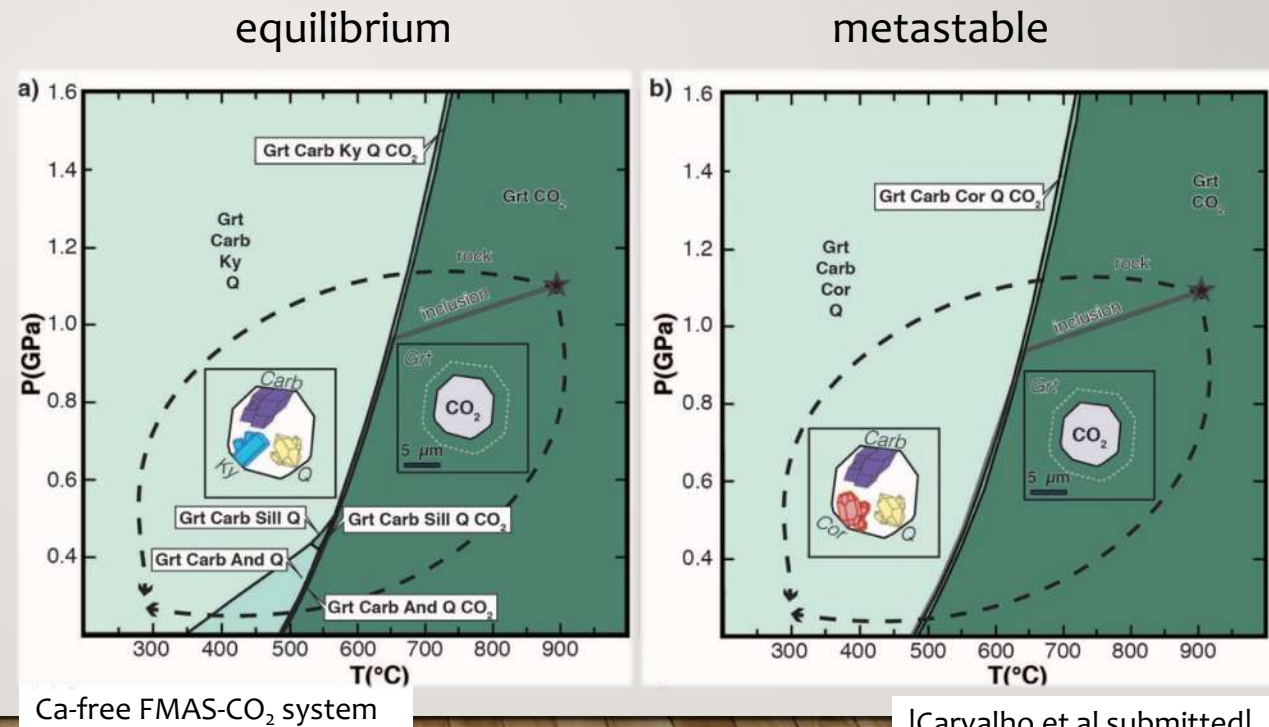 equilibrium
metastable
a)
1.6
1.4
1.2
1.0
0.8
0.6
0.4
P(GPa)
Grt Carb Ky Q CO₂
Grt CO₂
Grt
Carb
Ky
Q
rock
inclusion
Carb
Ky
Q
Grt
CO₂
5 µm
Grt Carb Sill Q
Grt Carb Sill Q CO₂
Grt Carb And Q
Grt Carb And Q CO₂
300 400 500 600 700 800 900
T(°C)
b)
1.6
1.4
1.2
1.0
0.8
0.6
0.4
P(GPa)
Grt Carb Cor Q CO₂
Grt
CO₂
Grt
Carb
Cor
Q
rock
inclusion
Carb
Cor
Q
Grt
CO₂
5 µm
300 400 500 600 700 800 900
T(°C)
Ca-free FMAS-CO₂ system
|Carvalho et al submitted|